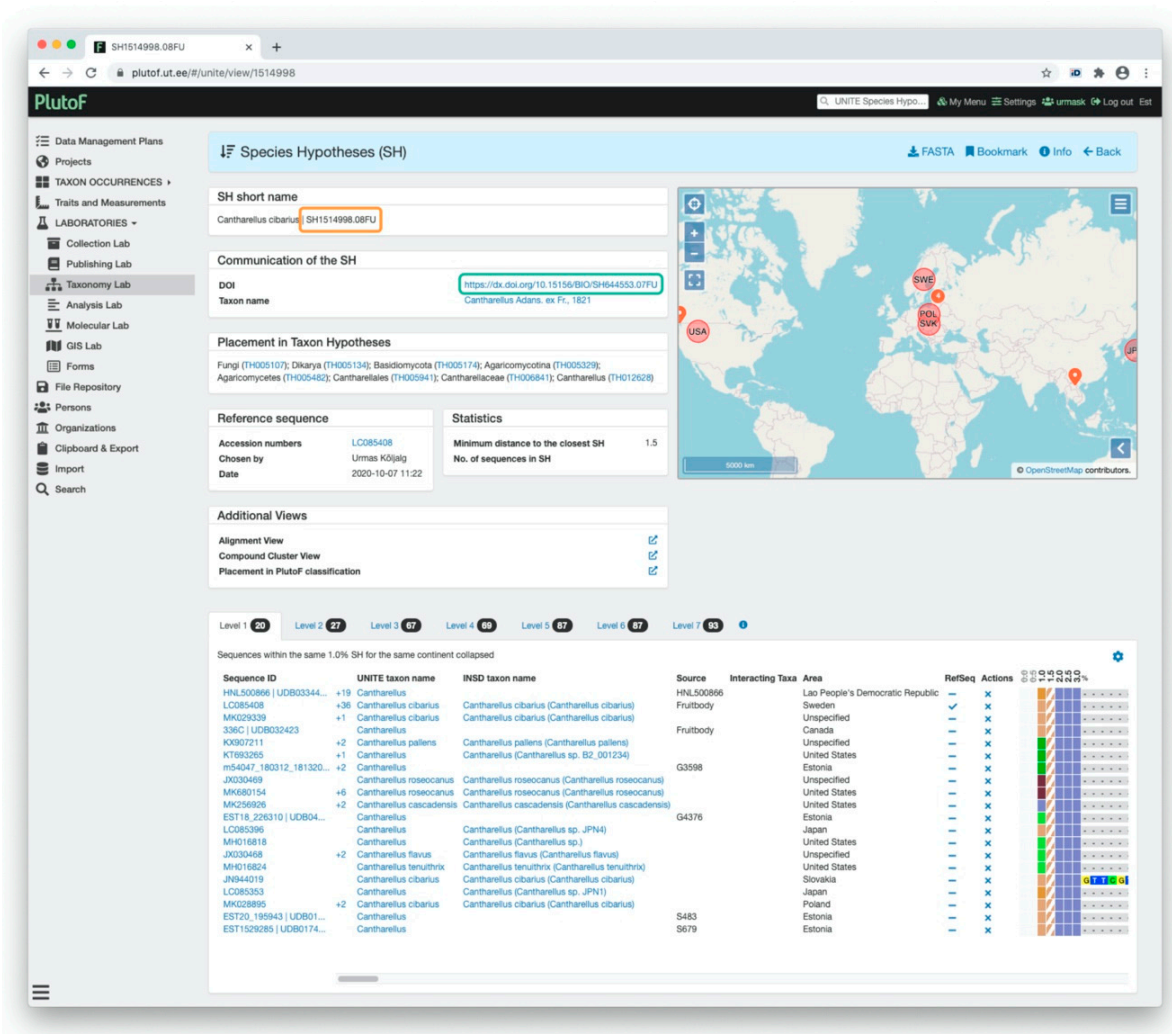 SH1514998.08FU
plutof.ut.ee/#/unite/view/1514998
PlutoF
UNITE Species Hypo... My Menu Settings urmask Log out Est
Data Management Plans
Projects
TAXON OCCURRENCES
Traits and Measurements
LABORATORIES
Collection Lab
Publishing Lab
Taxonomy Lab
Analysis Lab
Molecular Lab
GIS Lab
Forms
File Repository
Persons
Organizations
Clipboard & Export
Import
Search
Species Hypotheses (SH)
FASTA Bookmark Info Back
SH short name
Cantharellus cibarius | SH1514998.08FU
Communication of the SH
DOI https://dx.doi.org/10.15156/BIO/SH644553.07FU
Taxon name Cantharellus Adans. ex Fr., 1821
Placement in Taxon Hypotheses
Fungi (TH005107); Dikarya (TH005134); Basidiomycota (TH005174); Agaricomycotina (TH005329);
Agaricomycetes (TH005482); Cantharellales (TH005941); Cantharellaceae (TH006841); Cantharellus (TH012628)
Reference sequence
Accession numbers LC085408
Chosen by Urmas Kõljalg
Date 2020-10-07 11:22
Statistics
Minimum distance to the closest SH 1.5
No. of sequences in SH
SWE
4
POL
SVK
USA
JP
5000 km
© OpenStreetMap contributors.
Additional Views
Alignment View
Compound Cluster View
Placement in PlutoF classification
Level 1 20 Level 2 27 Level 3 67 Level 4 69 Level 5 87 Level 6 87 Level 7 93
Sequences within the same 1.0% SH for the same continent collapsed
Sequence ID UNITE taxon name INSD taxon name Source Interacting Taxa Area RefSeq Actions 0.0 0.5 1.0 1.5 2.0 2.5 3.0 %
HNL500866 | UDB03344... +19 Cantharellus HNL500866 Lao People's Democratic Republic
LC085408 +36 Cantharellus cibarius Cantharellus cibarius (Cantharellus cibarius) Fruitbody Sweden
MK029339 +1 Cantharellus cibarius Cantharellus cibarius (Cantharellus cibarius) Unspecified
336C | UDB032423 Cantharellus Fruitbody Canada
KX907211 +2 Cantharellus pallens Cantharellus pallens (Cantharellus pallens) Unspecified
KT693265 +1 Cantharellus Cantharellus (Cantharellus sp. B2_001234) United States
m54047_180312_181320... +2 Cantharellus G3598 Estonia
JX030469 Cantharellus roseocanus Cantharellus roseocanus (Cantharellus roseocanus) Unspecified
MK680154 +6 Cantharellus roseocanus Cantharellus roseocanus (Cantharellus roseocanus) United States
MK256926 +2 Cantharellus cascadensis Cantharellus cascadensis (Cantharellus cascadensis) United States
EST18_226310 | UDB04... Cantharellus G4376 Estonia
LC085396 Cantharellus Cantharellus (Cantharellus sp. JPN4) Japan
MH016818 Cantharellus Cantharellus (Cantharellus sp.) United States
JX030468 +2 Cantharellus flavus Cantharellus flavus (Cantharellus flavus) Unspecified
MH016824 Cantharellus tenuithrix Cantharellus tenuithrix (Cantharellus tenuithrix) United States
JN944019 Cantharellus cibarius Cantharellus cibarius (Cantharellus cibarius) Slovakia G T T C G
LC085353 Cantharellus Cantharellus (Cantharellus sp. JPN1) Japan
MK028895 +2 Cantharellus cibarius Cantharellus cibarius (Cantharellus cibarius) Poland
EST20_195943 | UDB01... Cantharellus S483 Estonia
EST1529285 | UDB0174... Cantharellus S679 Estonia